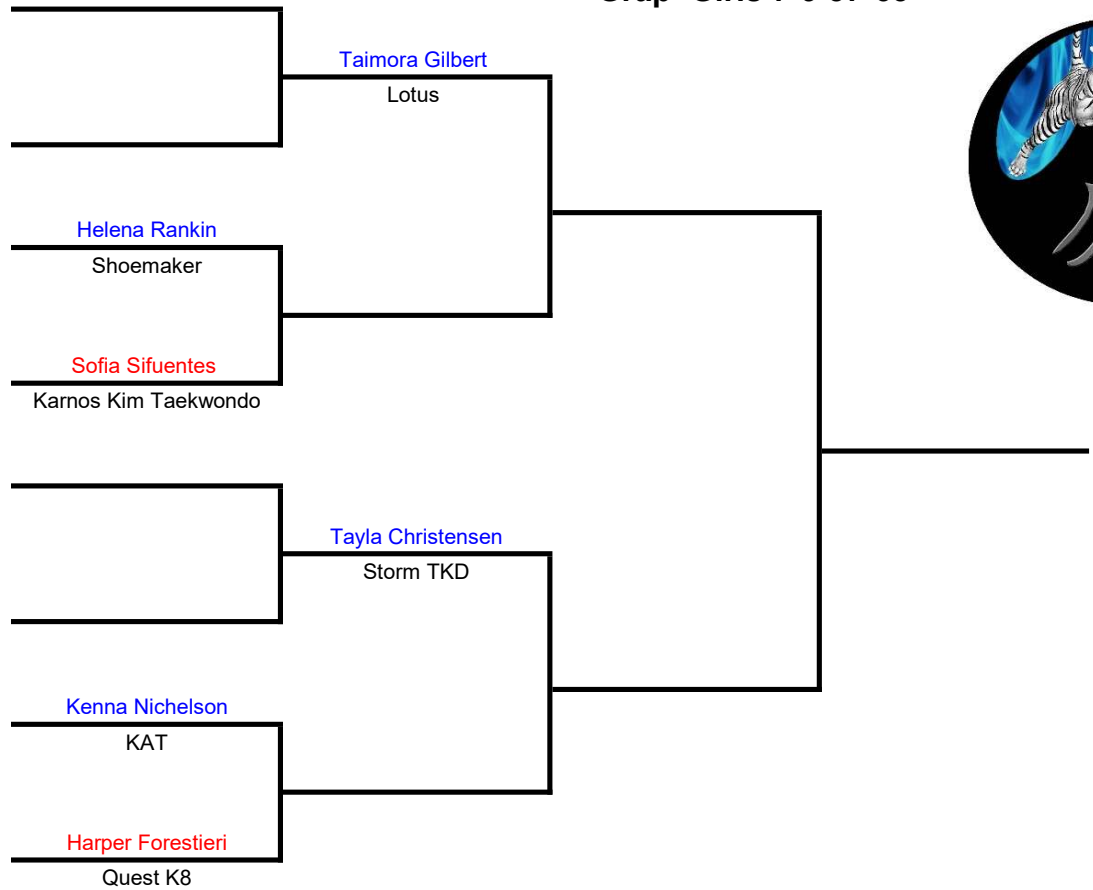 Taimora Gilbert
Lotus
Helena Rankin
Shoemaker
Sofia Sifuentes
Karnos Kim Taekwondo
Tayla Christensen
Storm TKD
Kenna Nichelson
KAT
Harper Forestieri
Quest K8